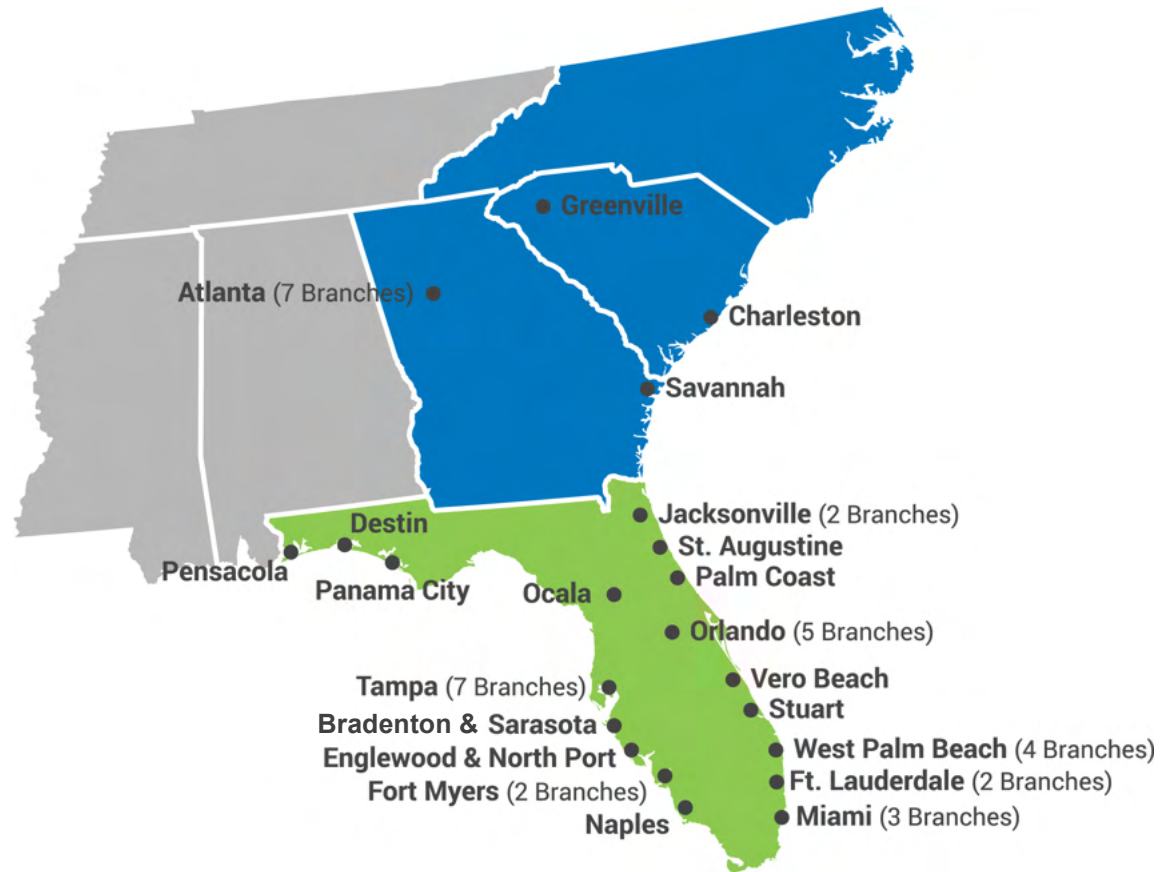 Greenville
Atlanta (7 Branches)
Charleston
Savannah
Jacksonville (2 Branches)
Destin
St. Augustine
Pensacola
Palm Coast
Panama City
Ocala
Orlando (5 Branches)
Vero Beach
Tampa (7 Branches)
Stuart
Bradenton & Sarasota
West Palm Beach (4 Branches)
Englewood & North Port
Ft. Lauderdale (2 Branches)
Fort Myers (2 Branches)
Miami (3 Branches)
Naples